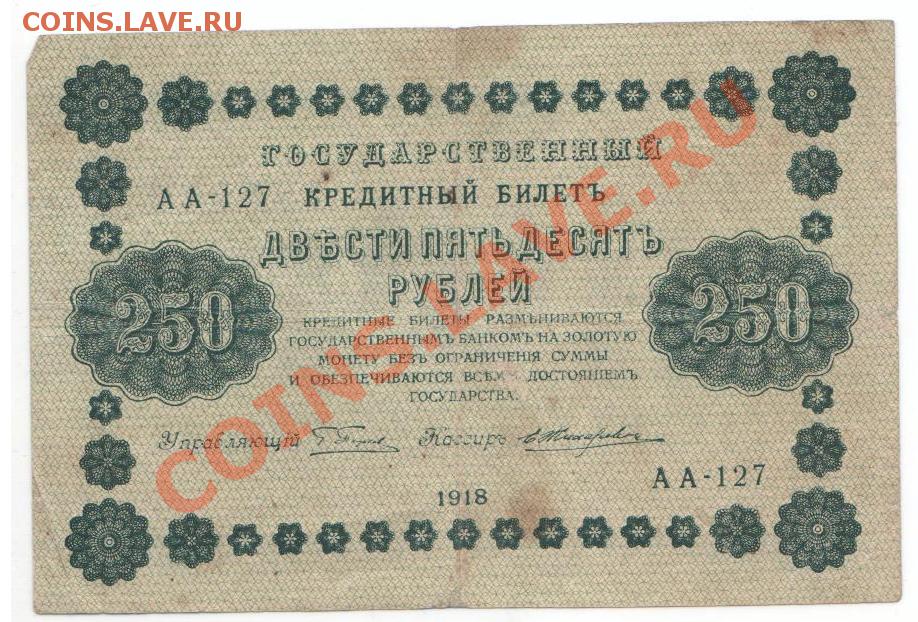 COINS.LAVE.RU
ГОСУДАРСТВЕННЫЙ
АА-127 КРЕДИТНЫЙ БИЛЕТЪ
ДВѢСТИ ПЯТЬДЕСЯТЪ
РУБЛЕЙ
250
250
КРЕДИТНЫЕ БИЛЕТЫ РАЗМѢНИВАЮТСЯ
ГОСУДАРСТВЕННЫМЪ БАНКОМЪ НА ЗОЛОТУЮ
МОНЕТУ БЕЗЪ ОГРАНИЧЕНІЯ СУММЫ
И ОБЕЗПЕЧИВАЮТСЯ ВСѢМЪ ДОСТОЯНІЕМЪ
ГОСУДАРСТВА.
Управляющій Кассиръ
АА-127
1918
COINS.LAVE.RU